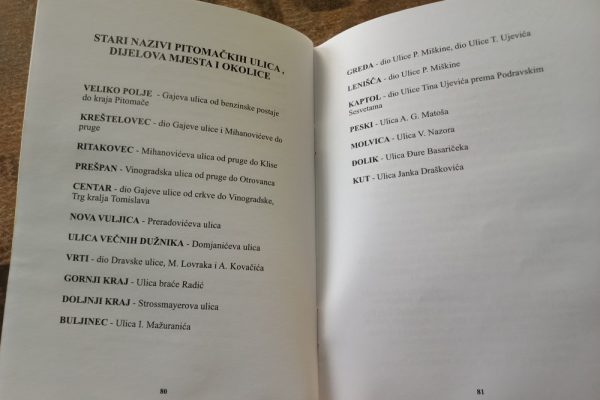 STARI NAZIVI PITOMAČKIH ULICA ,
DIJELOVA MJESTA I OKOLICE
VELIKO POLJE - Gajeva ulica od benzinske postaje
do kraja Pitomače
KREŠTELOVEC - dio Gajeve ulice i Mihanovićeve do
pruge
RITAKOVEC - Mihanovićeva ulica od pruge do Klise
PREŠPAN - Vinogradska ulica od pruge do Otrovanca
CENTAR - dio Gajeve ulice od crkve do Vinogradske,
Trg kralja Tomislava
NOVA VULJICA - Preradovićeva ulica
ULICA VEČNIH DUŽNIKA - Domjanićeva ulica
VRTI - dio Dravske ulice, M. Lovraka i A. Kovačića
GORNJI KRAJ - Ulica braće Radić
DOLJNJI KRAJ - Strossmayerova ulica
BULJINEC - Ulica I. Mažuranića
80
GREDA - dio Ulice P. Miškine, dio Ulice T. Ujevića
LENIŠČA - Ulice P. Miškine
KAPTOL - dio Ulice Tina Ujevića prema Podravskim
Sesvetama
PESKI - Ulica A. G. Matoša
MOLVICA - Ulica V. Nazora
DOLIK - Ulica Đure Basaričeka
KUT - Ulica Janka Draškovića
81